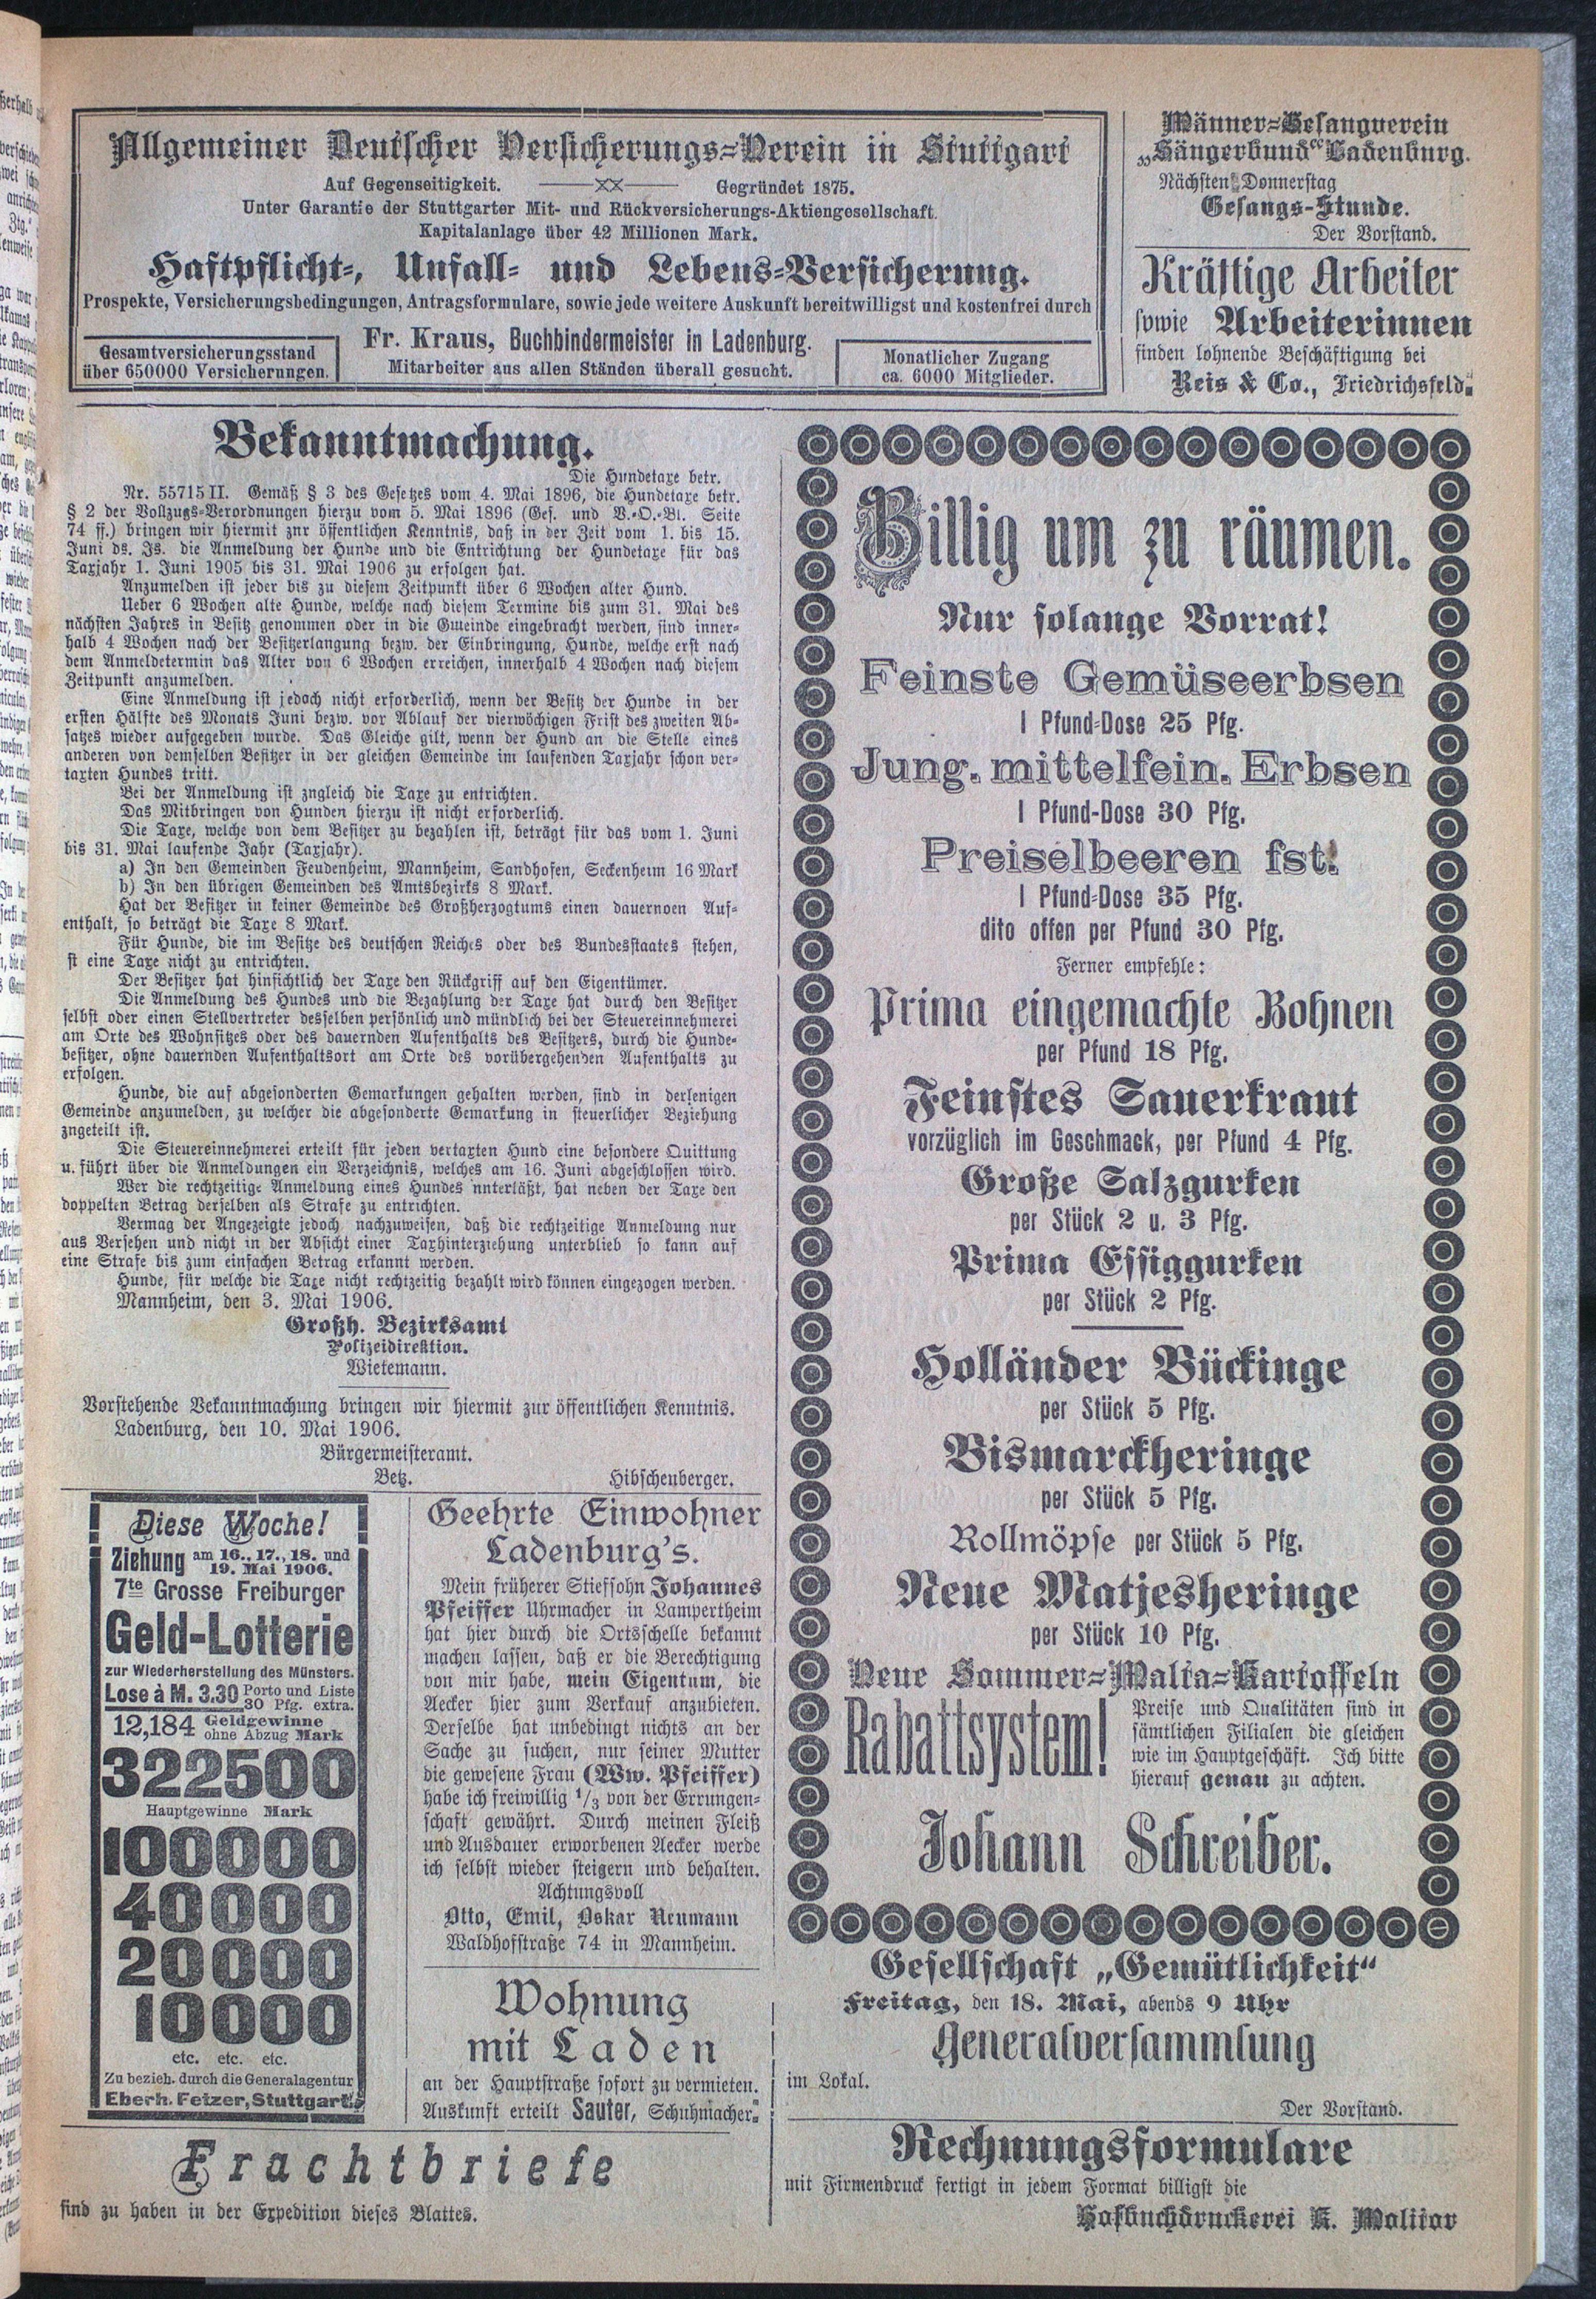 Allgemeiner Deutscher Versicherungs-Verein in Stuttgart
Auf Gegenseitigkeit. Gegründet 1875.
Unter Garantie der Stuttgarter Mit- und Rückversicherungs-Aktiengesellschaft.
Kapitalanlage über 42 Millionen Mark.
Haftpflicht-, Unfall- und Lebens-Versicherung.
Prospekte, Versicherungsbedingungen, Antragsformulare, sowie jede weitere Auskunft bereitwilligst und kostenfrei durch
Fr. Kraus, Buchbindermeister in Ladenburg.
Mitarbeiter aus allen Ständen überall gesucht.
Gesamtversicherungsstand
über 650000 Versicherungen.
Monatlicher Zugang
ca. 6000 Mitglieder.
Männer-Gesangverein
„Sängerbund“ Ladenburg.
Nächsten Donnerstag
Gesangs-Stunde.
Der Vorstand.
Kräftige Arbeiter
sowie Arbeiterinnen
finden lohnende Beschäftigung bei
Reis & Co., Friedrichsfeld.
Bekanntmachung.
Die Hundetaxe betr.
Nr. 55715 II. Gemäß § 3 des Gesetzes vom 4. Mai 1896, die Hundetaxe betr.
§ 2 der Vollzugs-Verordnungen hierzu vom 5. Mai 1896 (Ges. und V.-O.-Bl. Seite
74 ff.) bringen wir hiermit znr öffentlichen Kenntnis, daß in der Zeit vom 1. bis 15.
Juni ds. Js. die Anmeldung der Hunde und die Entrichtung der Hundetaxe für das
Taxjahr 1. Juni 1905 bis 31. Mai 1906 zu erfolgen hat.
Anzumelden ist jeder bis zu diesem Zeitpunkt über 6 Wochen alter Hund.
Ueber 6 Wochen alte Hunde, welche nach diesem Termine bis zum 31. Mai des
nächsten Jahres in Besitz genommen oder in die Gmeinde eingebracht werden, sind inner-
halb 4 Wochen nach der Besitzerlangung bezw. der Einbringung, Hunde, welche erst nach
dem Anmeldetermin das Alter von 6 Wochen erreichen, innerhalb 4 Wochen nach diesem
Zeitpunkt anzumelden.
Eine Anmeldung ist jedoch nicht erforderlich, wenn der Besitz der Hunde in der
ersten Hälfte des Monats Juni bezw. vor Ablauf der vierwöchigen Frist des zweiten Ab-
satzes wieder aufgegeben wurde. Das Gleiche gilt, wenn der Hund an die Stelle eines
anderen von demselben Besitzer in der gleichen Gemeinde im laufenden Taxjahr schon ver-
taxten Hundes tritt.
Bei der Anmeldung ist zngleich die Taxe zu entrichten.
Das Mitbringen von Hunden hierzu ist nicht erforderlich.
Die Taxe, welche von dem Besitzer zu bezahlen ist, beträgt für das vom 1. Juni
bis 31. Mai laufende Jahr (Taxjahr).
a) In den Gemeinden Feudenheim, Mannheim, Sandhofen, Seckenheim 16 Mark
b) In den übrigen Gemeinden des Amtsbezirks 8 Mark.
Hat der Besitzer in keiner Gemeinde des Großherzogtums einen dauernoen Auf-
enthalt, so beträgt die Taxe 8 Mark.
Für Hunde, die im Besitze des deutschen Reiches oder des Bundesstaates stehen,
st eine Taxe nicht zu entrichten.
Der Besitzer hat hinsichtlich der Taxe den Rückgriff auf den Eigentümer.
Die Anmeldung des Hundes und die Bezahlung der Taxe hat durch den Besitzer
selbst oder einen Stellvertreter desselben persönlich und mündlich bei der Steuereinnehmerei
am Orte des Wohnsitzes oder des dauernden Aufenthalts des Besitzers, durch die Hunde-
besitzer, ohne dauernden Aufenthaltsort am Orte des vorübergehenden Aufenthalts zu
erfolgen.
Hunde, die auf abgesonderten Gemarkungen gehalten werden, sind in derjenigen
Gemeinde anzumelden, zu welcher die abgesonderte Gemarkung in steuerlicher Beziehung
zngeteilt ist.
Die Steuereinnehmerei erteilt für jeden vertaxten Hund eine besondere Quittung
u. führt über die Anmeldungen ein Verzeichnis, welches am 16. Juni abgeschlossen wird.
Wer die rechtzeitige Anmeldung eines Hundes nnterläßt, hat neben der Taxe den
doppelten Betrag derselben als Strafe zu entrichten.
Vermag der Angezeigte jedoch nachzuweisen, daß die rechtzeitige Anmeldung nur
aus Versehen und nicht in der Absicht einer Taxhinterziehung unterblieb so kann auf
eine Strafe bis zum einfachen Betrag erkannt werden.
Hunde, für welche die Taxe nicht rechtzeitig bezahlt wird können eingezogen werden.
Mannheim, den 3. Mai 1906.
Großh. Bezirksamt
Polizeidirektion.
Wietemann.
Vorstehende Bekanntmachung bringen wir hiermit zur öffentlichen Kenntnis.
Ladenburg, den 10. Mai 1906.
Bürgermeisteramt.
Betz. Hibschenberger.
Diese Woche!
Ziehung am 16., 17., 18. und
19. Mai 1906.
7te Grosse Freiburger
Geld-Lotterie
zur Wiederherstellung des Münsters.
Lose à M. 3.30 Porto und Liste
30 Pfg. extra.
12,184 Geldgewinne
ohne Abzug Mark
322500
Hauptgewinne Mark
100000
40000
20000
10000
etc. etc. etc.
Zu bezieh. durch die Generalagentur
Eberh. Fetzer, Stuttgart.
Geehrte Einwohner
Ladenburg's.
Mein früherer Stiefsohn Johannes
Pfeiffer Uhrmacher in Lampertheim
hat hier durch die Ortsschelle bekannt
machen lassen, daß er die Berechtigung
von mir habe, mein Eigentum, die
Aecker hier zum Verkauf anzubieten.
Derselbe hat unbedingt nichts an der
Sache zu suchen, nur seiner Mutter
die gewesene Frau (Ww. Pfeiffer)
habe ich freiwillig 1/3 von der Errungen-
schaft gewährt. Durch meinen Fleiß
und Ausdauer erworbenen Aecker werde
ich selbst wieder steigern und behalten.
Achtungsvoll
Otto, Emil, Oskar Neumann
Waldhofstraße 74 in Mannheim.
Wohnung
mit Laden
an der Hauptstraße sofort zu vermieten.
Auskunft erteilt Sauter, Schuhmacher.
Frachtbriefe
sind zu haben in der Expedition dieses Blattes.
Billig um zu räumen.
Nur solange Vorrat!
Feinste Gemüseerbsen
1 Pfund-Dose 25 Pfg.
Jung. mittelfein. Erbsen
1 Pfund-Dose 30 Pfg.
Preiselbeeren fst.
1 Pfund-Dose 35 Pfg.
dito offen per Pfund 30 Pfg.
Ferner empfehle:
Prima eingemachte Bohnen
per Pfund 18 Pfg.
Feinstes Sauerkraut
vorzüglich im Geschmack, per Pfund 4 Pfg.
Große Salzgurken
per Stück 2 u. 3 Pfg.
Prima Essiggurken
per Stück 2 Pfg.
Holländer Bückinge
per Stück 5 Pfg.
Bismarckheringe
per Stück 5 Pfg.
Rollmöpse per Stück 5 Pfg.
Neue Matjesheringe
per Stück 10 Pfg.
Neue Sommer-Malta-Kartoffeln
Rabattsystem!
Preise und Qualitäten sind in
sämtlichen Filialen die gleichen
wie im Hauptgeschäft. Ich bitte
hierauf genau zu achten.
Johann Schreiber.
Gesellschaft „Gemütlichkeit“
Freitag, den 18. Mai, abends 9 Uhr
Generalversammlung
im Lokal.
Der Vorstand.
Rechnungsformulare
mit Firmendruck fertigt in jedem Format billigst die
Hofbuchdruckerei K. Molitor